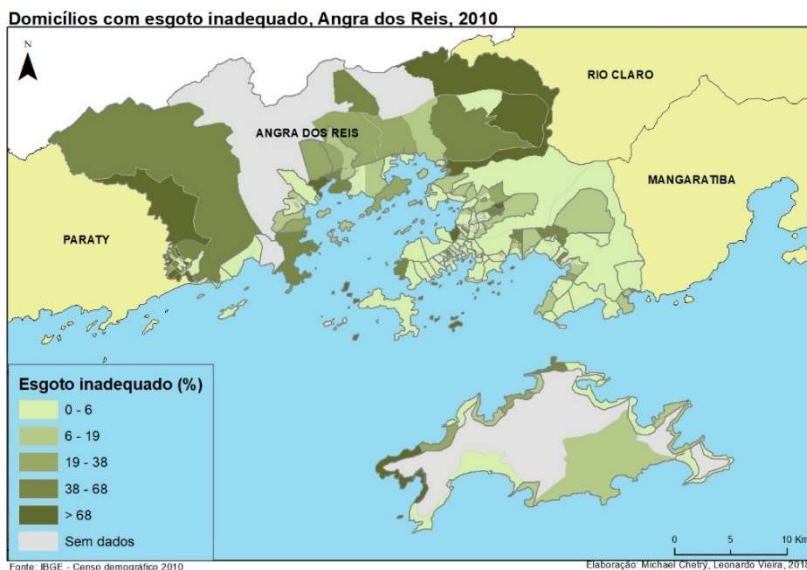 Domicílios com esgoto inadequado, Angra dos Reis, 2010
N
RIO CLARO
ANGRA DOS REIS
MANGARATIBA
PARATY
Esgoto inadequado (%)
0 - 6
6 - 19
19 - 38
38 - 68
> 68
Sem dados
0 5 10 Km
Fonte: IBGE - Censo demográfico 2010
Elaboração: Michael Chetry, Leonardo Vieira,